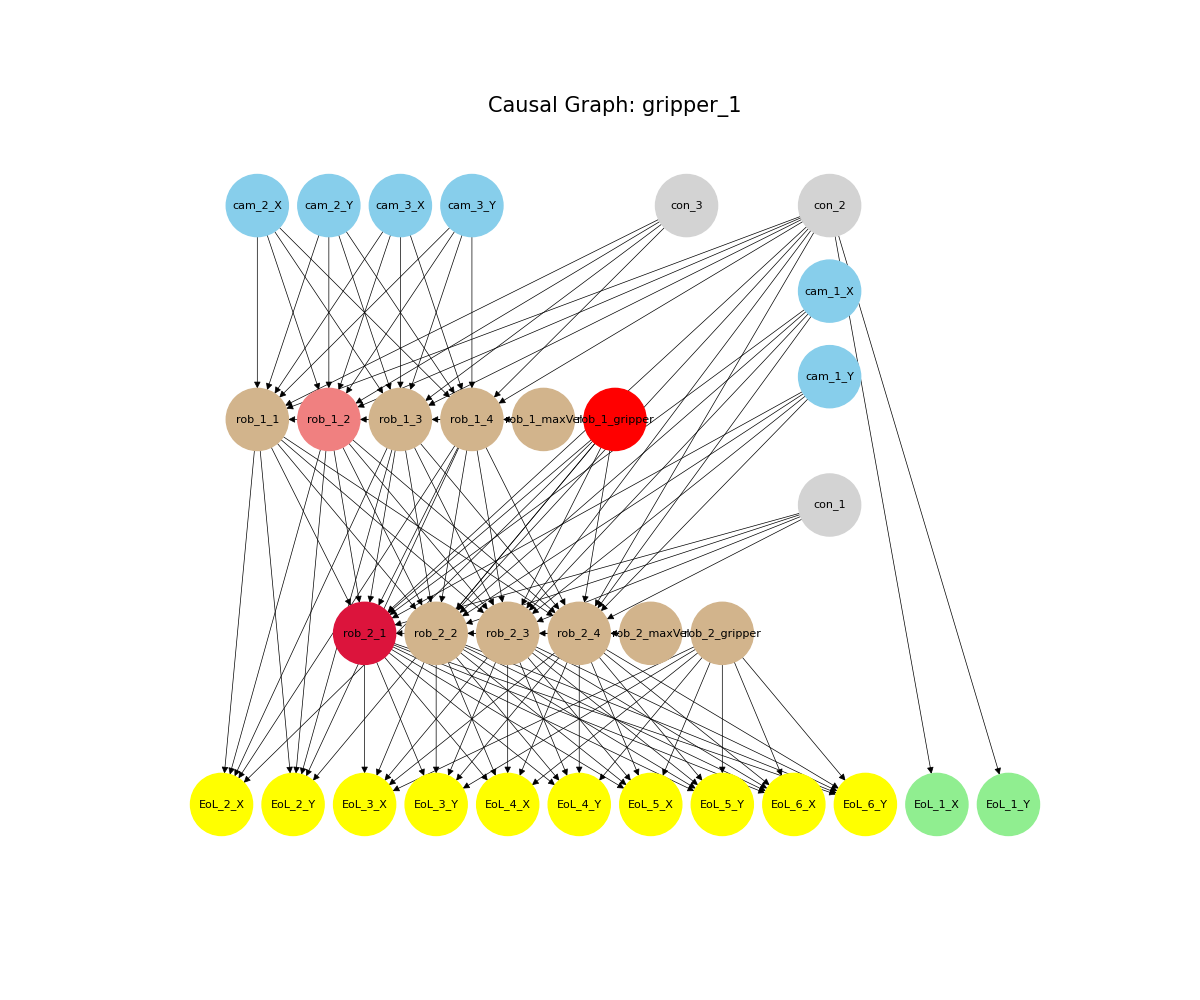 Causal Graph: gripper_1
cam_2_X cam_2_Y cam_3_X cam_3_Y con_3 con_2
cam_1_X
cam_1_Y
rob_1_1 rob_1_2 rob_1_3 rob_1_4 rob_1_maxVel rob_1_gripper
con_1
rob_2_1 rob_2_2 rob_2_3 rob_2_4 rob_2_maxVel rob_2_gripper
EoL_2_X EoL_2_Y EoL_3_X EoL_3_Y EoL_4_X EoL_4_Y EoL_5_X EoL_5_Y EoL_6_X EoL_6_Y EoL_1_X EoL_1_Y